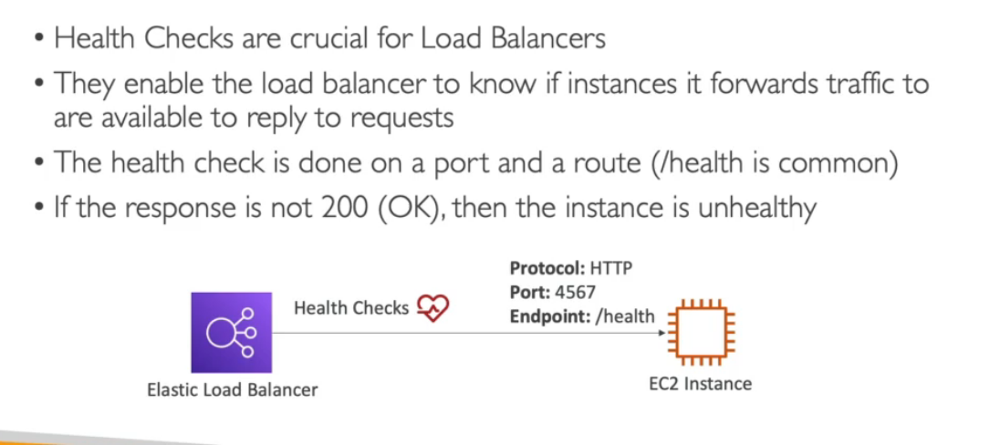 • Health Checks are crucial for Load Balancers
• They enable the load balancer to know if instances it forwards traffic to
are available to reply to requests
• The health check is done on a port and a route (/health is common)
• If the response is not 200 (OK), then the instance is unhealthy
Protocol: HTTP
Port: 4567
Endpoint: /health
Health Checks
Elastic Load Balancer
EC2 Instance